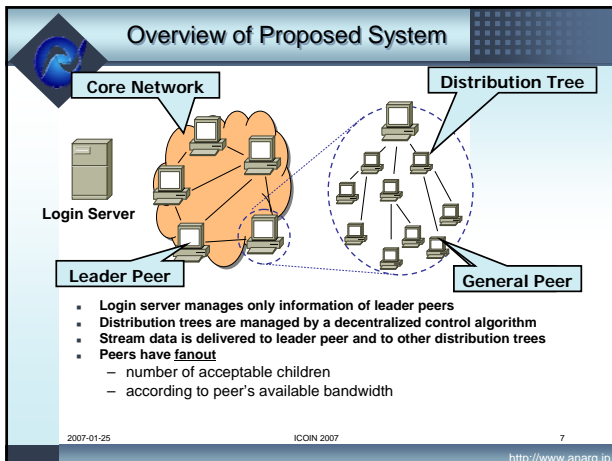 Overview of Proposed System
Core Network
Distribution Tree
Login Server
Leader Peer
General Peer
Login server manages only information of leader peers
Distribution trees are managed by a decentralized control algorithm
Stream data is delivered to leader peer and to other distribution trees
Peers have fanout
– number of acceptable children
– according to peer's available bandwidth
2007-01-25
ICOIN 2007
7
http://www.anarg.jp